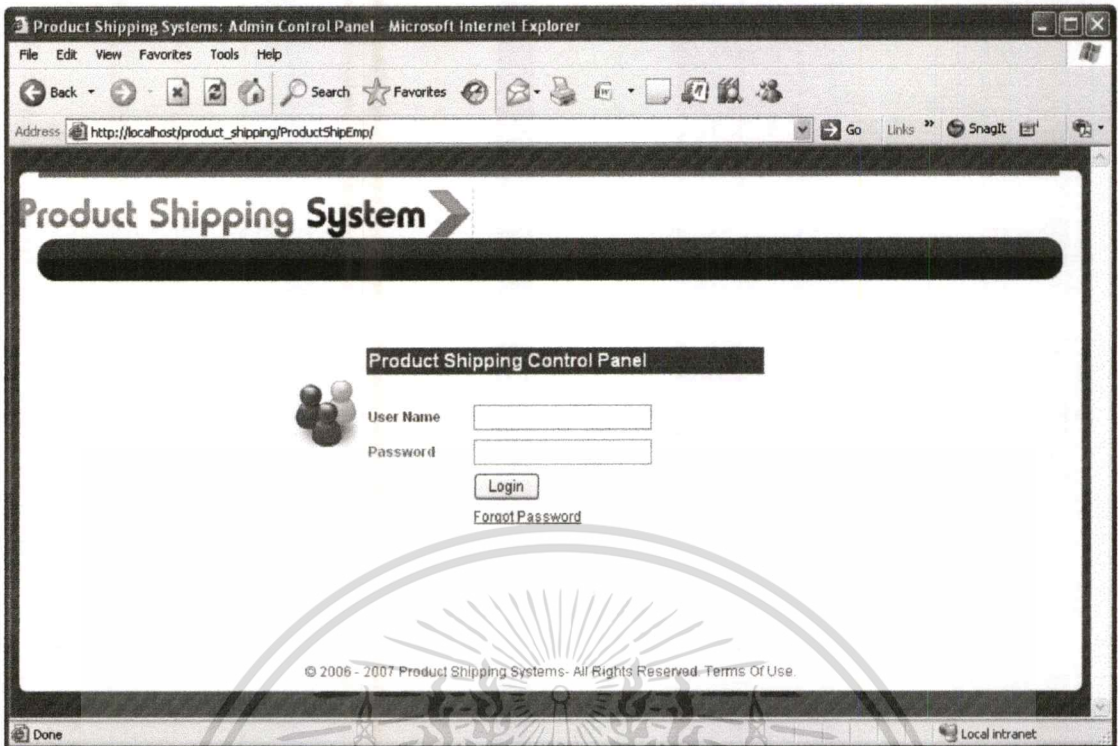 Product Shipping Systems: Admin Control Panel - Microsoft Internet Explorer
File Edit View Favorites Tools Help
Back Search Favorites
Address http://localhost/product_shipping/ProductShipEmp/ Go Links » SnagIt
Product Shipping System
Product Shipping Control Panel
User Name
Password
Login
Forgot Password
© 2006 - 2007 Product Shipping Systems- All Rights Reserved. Terms Of Use.
Done Local intranet